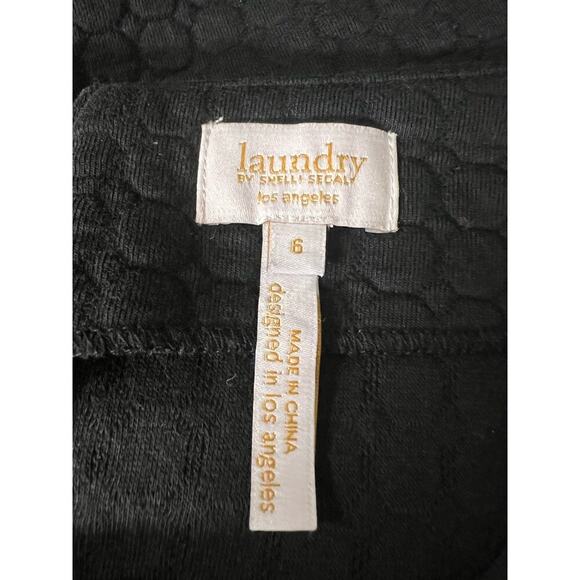 laundry
BY SHELLI SEGAL
los angeles
6
MADE IN CHINA
designed in los angeles